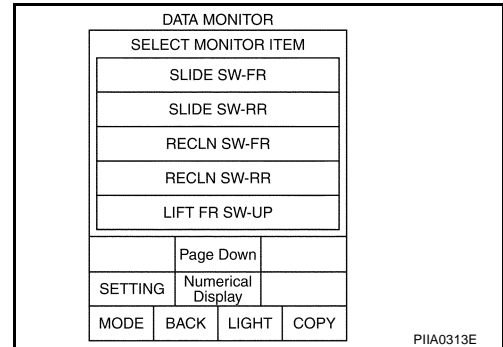 DATA MONITOR
SELECT MONITOR ITEM
SLIDE SW-FR
SLIDE SW-RR
RECLN SW-FR
RECLN SW-RR
LIFT FR SW-UP
Page Down
SETTING
Numerical
Display
MODE BACK LIGHT COPY
PIIA0313E